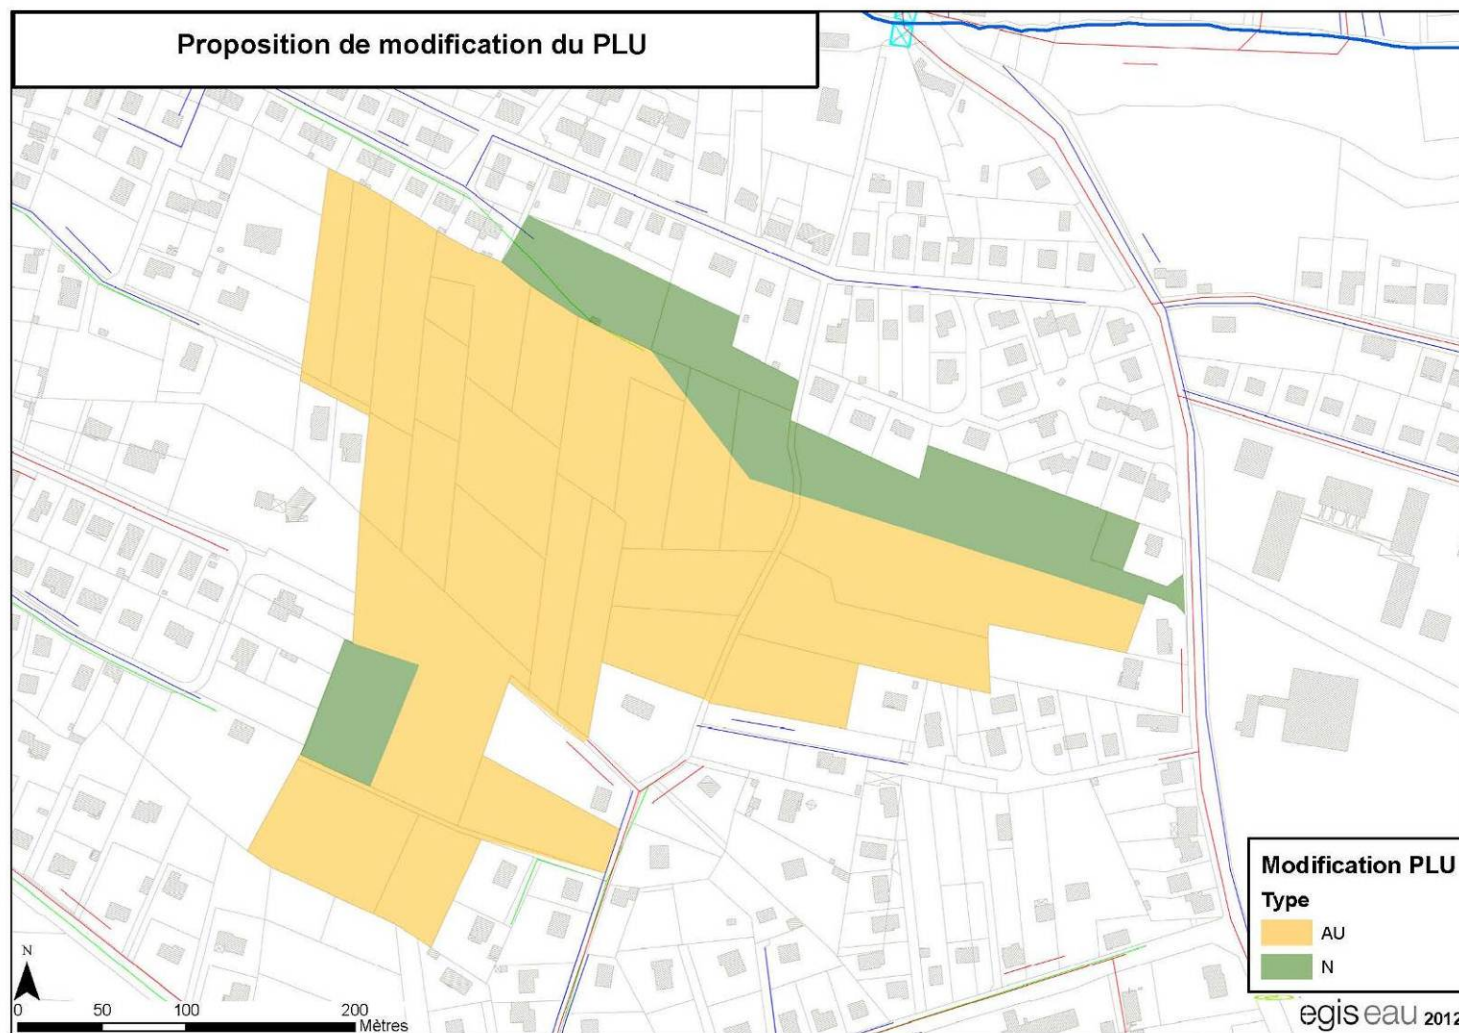 Proposition de modification du PLU
Modification PLU
Type
AU
N
N
0 50 100 200
Mètres
egis eau 2012